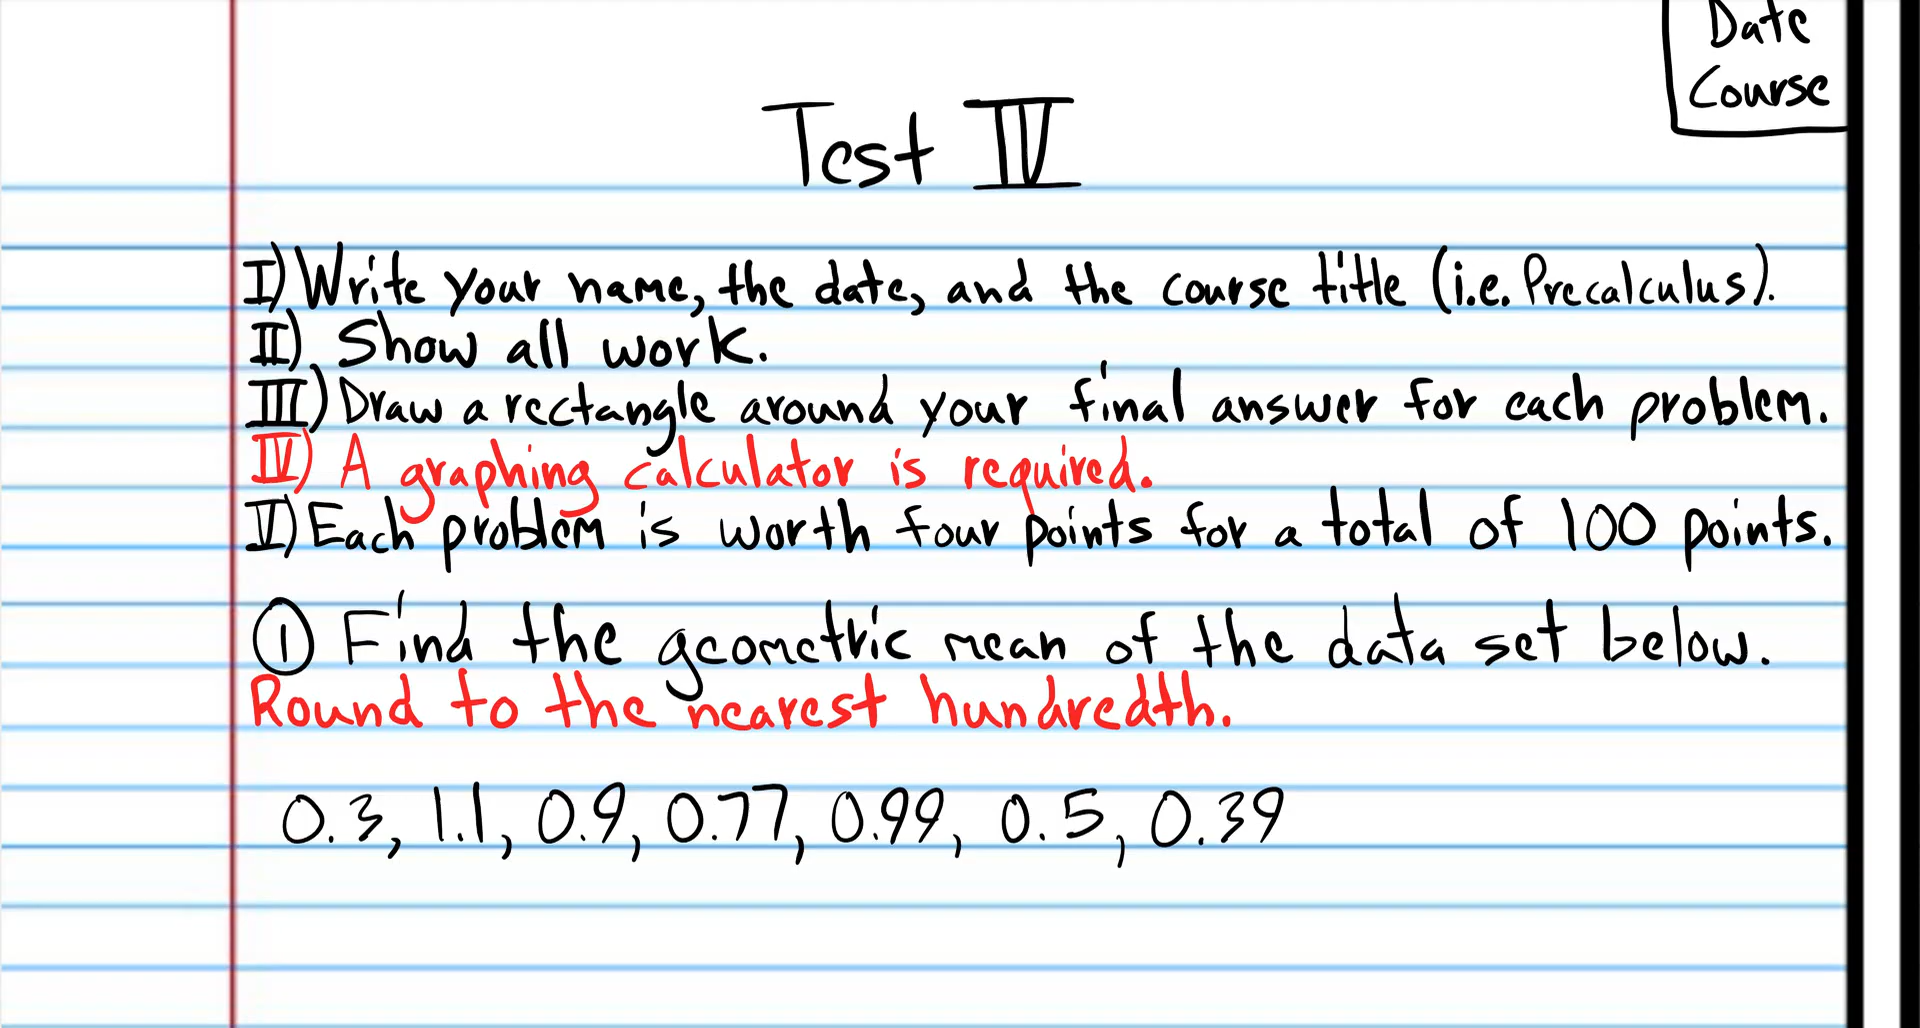 Date
Course
Test IV
I) Write your name, the date, and the course title (i.e. Precalculus).
II) Show all work.
III) Draw a rectangle around your final answer for each problem.
IV) A graphing calculator is required.
V) Each problem is worth four points for a total of 100 points.
① Find the geometric mean of the data set below.
Round to the nearest hundredth.
0.3, 1.1, 0.9, 0.77, 0.99, 0.5, 0.39